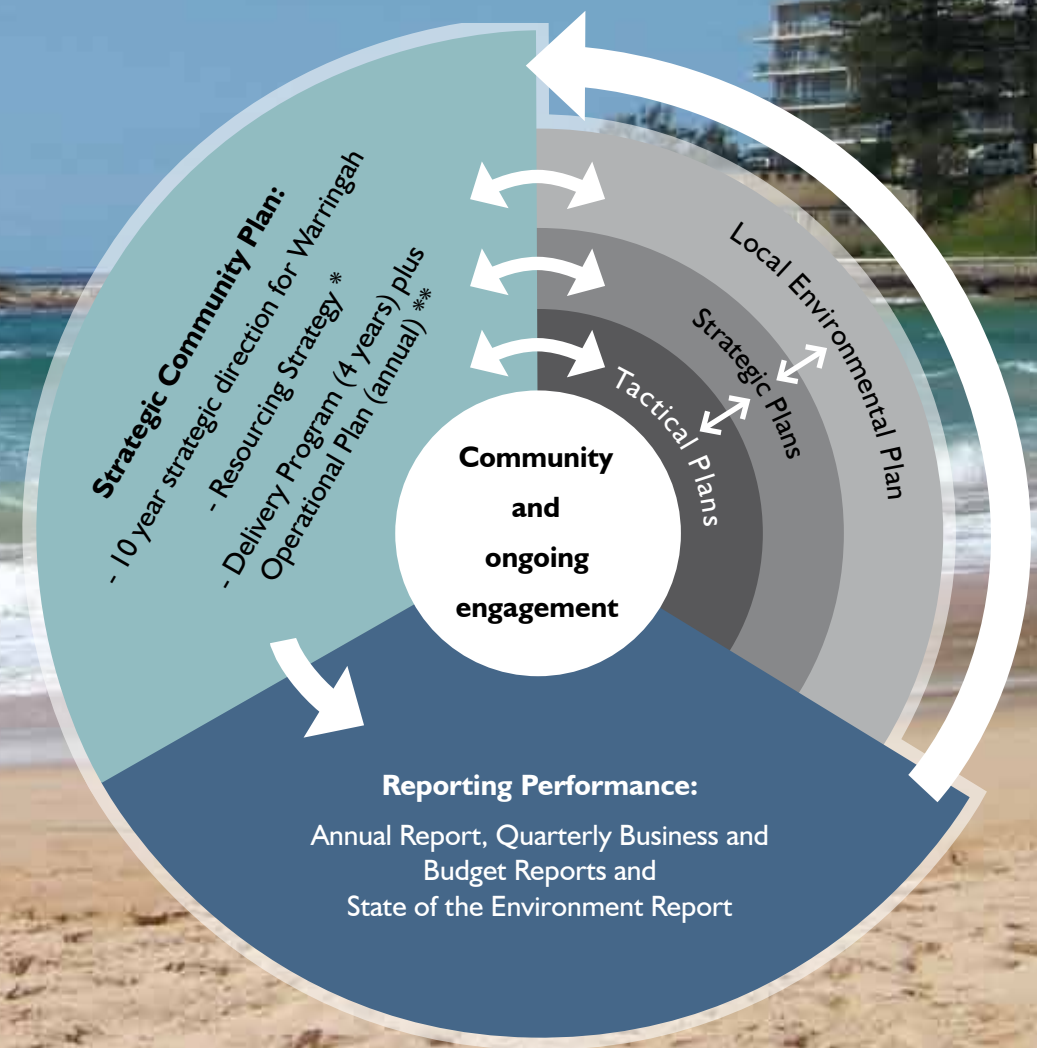 Strategic Community Plan:
- 10 year strategic direction for Warringah
- Resourcing Strategy *
- Delivery Program (4 years) plus
Operational Plan (annual) **
Local Environmental Plan
Strategic Plans
Tactical Plans
Community
and
ongoing
engagement
Reporting Performance:
Annual Report, Quarterly Business and
Budget Reports and
State of the Environment Report